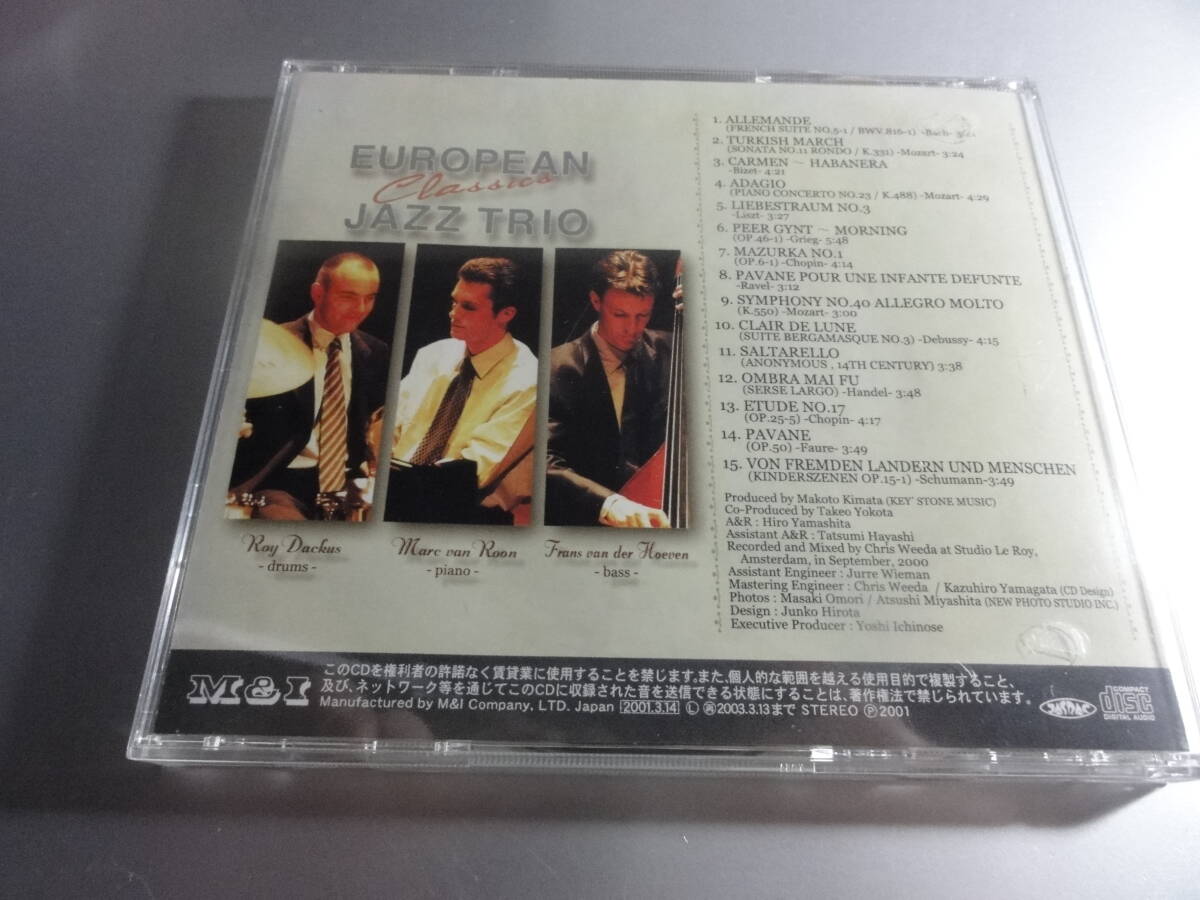 EUROPEAN
Classics
JAZZ TRIO
Roy Dackus
- drums -
Marc van Roon
- piano -
Frans van der Hoeven
- bass -
1. ALLEMANDE
(FRENCH SUITE NO.5-1 / BWV.816-1) -Bach- 3:21
2. TURKISH MARCH
(SONATA NO.11 RONDO / K.331) -Mozart- 3:24
3. CARMEN ~ HABANERA
-Bizet- 4:21
4. ADAGIO
(PIANO CONCERTO NO.23 / K.488) -Mozart- 4:29
5. LIEBESTRAUM NO.3
-Liszt- 3:27
6. PEER GYNT ~ MORNING
(OP.46-1) -Grieg- 5:48
7. MAZURKA NO.1
(OP.6-1) -Chopin- 4:14
8. PAVANE POUR UNE INFANTE DEFUNTE
-Ravel- 3:12
9. SYMPHONY NO.40 ALLEGRO MOLTO
(K.550) -Mozart- 3:00
10. CLAIR DE LUNE
(SUITE BERGAMASQUE NO.3) -Debussy- 4:15
11. SALTARELLO
(ANONYMOUS , 14TH CENTURY) 3:38
12. OMBRA MAI FU
(SERSE LARGO) -Handel- 3:48
13. ETUDE NO.17
(OP.25-5) -Chopin- 4:17
14. PAVANE
(OP.50) -Faure- 3:49
15. VON FREMDEN LANDERN UND MENSCHEN
(KINDERSZENEN OP.15-1) -Schumann-3:49
Produced by Makoto Kimata (KEY' STONE MUSIC)
Co-Produced by Takeo Yokota
A&R : Hiro Yamashita
Assistant A&R : Tatsumi Hayashi
Recorded and Mixed by Chris Weeda at Studio Le Roy,
Amsterdam, in September, 2000
Assistant Engineer : Jurre Wieman
Mastering Engineer : Chris Weeda / Kazuhiro Yamagata (CD Design)
Photos : Masaki Omori / Atsushi Miyashita (NEW PHOTO STUDIO INC.)
Design : Junko Hirota
Executive Producer : Yoshi Ichinose
M&I
このCDを権利者の許諾なく賃貸業に使用することを禁じます。また、個人的な範囲を越える使用目的で複製すること、
及び、ネットワーク等を通じてこのCDに収録された音を送信できる状態にすることは、著作権法で禁じられています。
Manufactured by M&I Company, LTD. Japan 2001.3.14 Ⓛ ㊢2003.3.13まで STEREO Ⓟ2001
JASRAC
COMPACT
disc
DIGITAL AUDIO